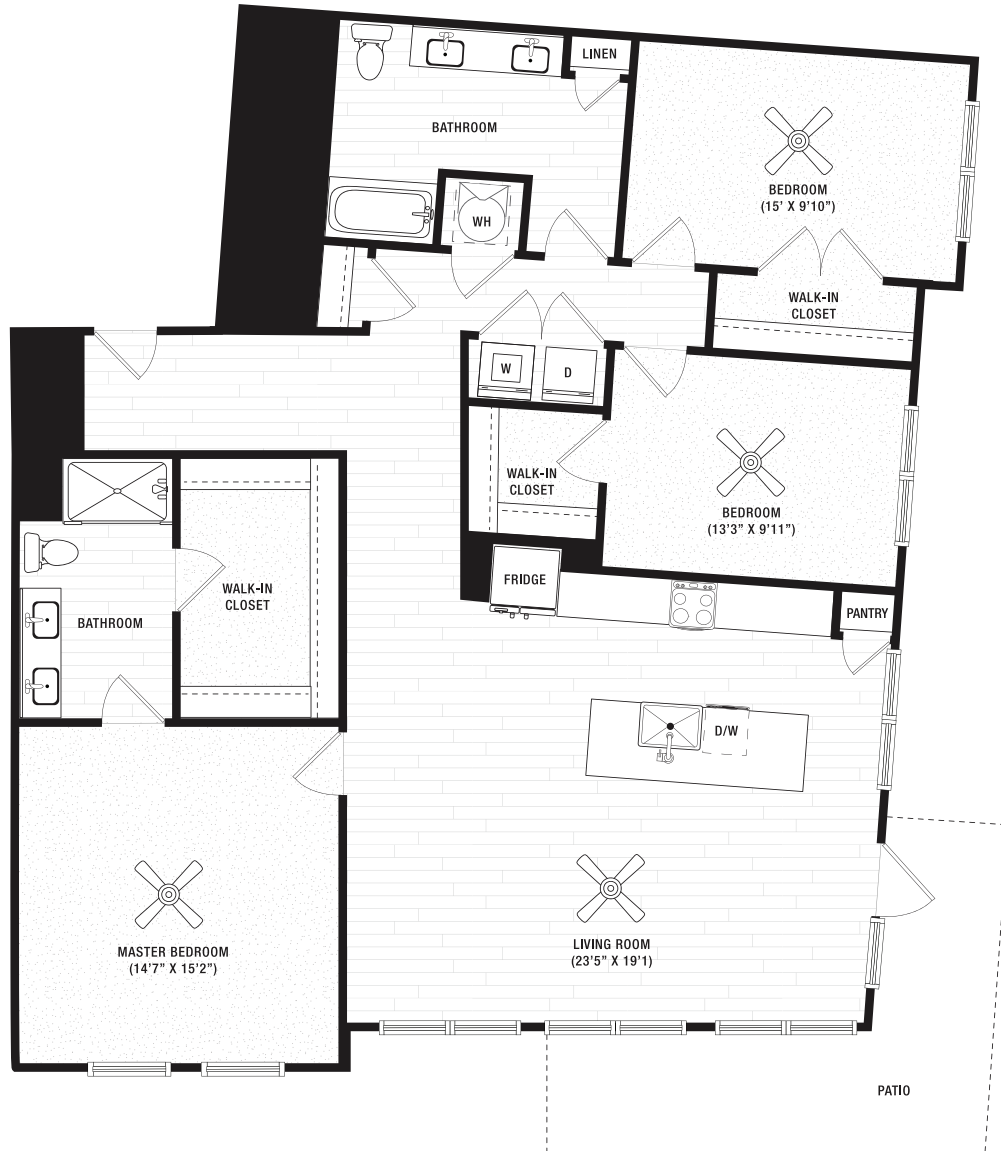 LINEN
BATHROOM
BEDROOM
(15' X 9'10")
WH
WALK-IN
CLOSET
W
D
WALK-IN
CLOSET
BEDROOM
(13'3" X 9'11")
FRIDGE
WALK-IN
CLOSET
PANTRY
BATHROOM
D/W
MASTER BEDROOM
(14'7" X 15'2")
LIVING ROOM
(23'5" X 19'1)
PATIO